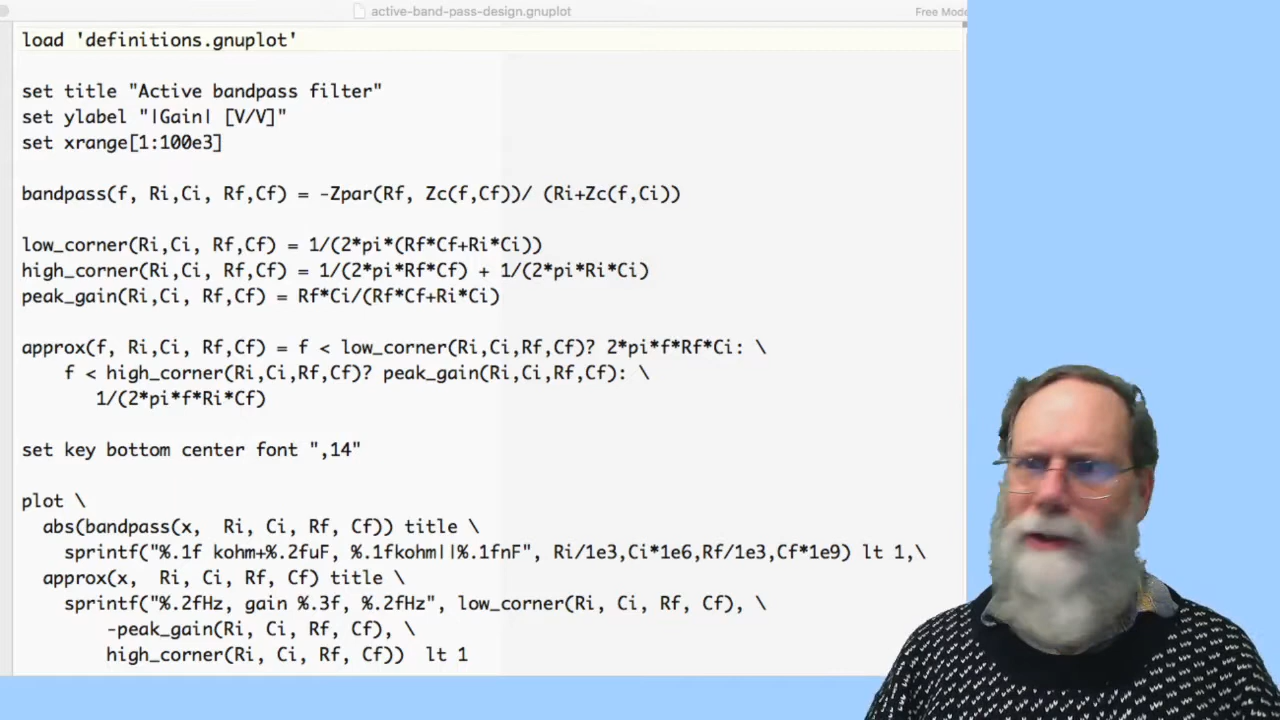 active-band-pass-design.gnuplot
Free Mode
load 'definitions.gnuplot'
set title "Active bandpass filter"
set ylabel "|Gain| [V/V]"
set xrange[1:100e3]
bandpass(f, Ri,Ci, Rf,Cf) = -Zpar(Rf, Zc(f,Cf))/ (Ri+Zc(f,Ci))
low_corner(Ri,Ci, Rf,Cf) = 1/(2*pi*(Rf*Cf+Ri*Ci))
high_corner(Ri,Ci, Rf,Cf) = 1/(2*pi*Rf*Cf) + 1/(2*pi*Ri*Ci)
peak_gain(Ri,Ci, Rf,Cf) = Rf*Ci/(Rf*Cf+Ri*Ci)
approx(f, Ri,Ci, Rf,Cf) = f < low_corner(Ri,Ci,Rf,Cf)? 2*pi*f*Rf*Ci: \
f < high_corner(Ri,Ci,Rf,Cf)? peak_gain(Ri,Ci,Rf,Cf): \
1/(2*pi*f*Ri*Cf)
set key bottom center font ",14"
plot \
abs(bandpass(x,  Ri, Ci, Rf, Cf)) title \
sprintf("%.1f kohm+%.2fuF, %.1fkohm||%.1fnF", Ri/1e3,Ci*1e6,Rf/1e3,Cf*1e9) lt 1,\
approx(x,  Ri, Ci, Rf, Cf) title \
sprintf("%.2fHz, gain %.3f, %.2fHz", low_corner(Ri, Ci, Rf, Cf), \
-peak_gain(Ri, Ci, Rf, Cf), \
high_corner(Ri, Ci, Rf, Cf))  lt 1